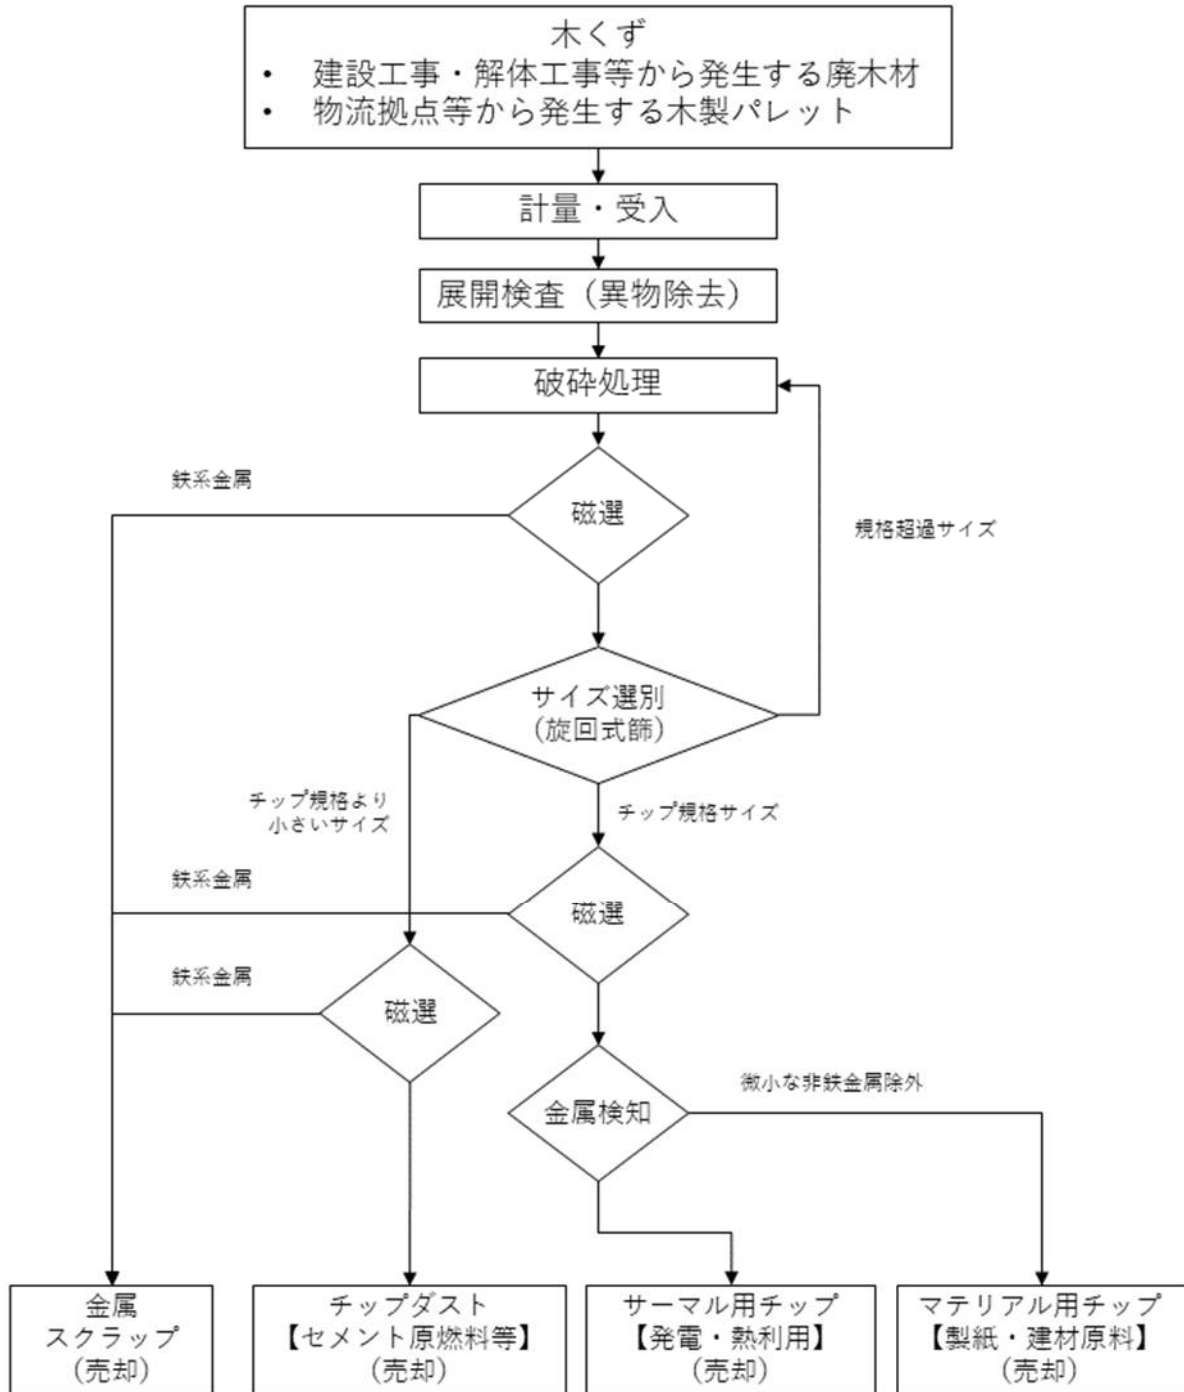 木くず
• 建設工事・解体工事等から発生する廃木材
• 物流拠点等から発生する木製パレット
計量・受入
展開検査（異物除去）
破砕処理
鉄系金属
磁選
規格超過サイズ
サイズ選別
（旋回式篩）
チップ規格より
小さいサイズ
チップ規格サイズ
鉄系金属
磁選
鉄系金属
磁選
微小な非鉄金属除外
金属検知
金属
スクラップ
（売却）
チップダスト
【セメント原燃料等】
（売却）
サーマル用チップ
【発電・熱利用】
（売却）
マテリアル用チップ
【製紙・建材原料】
（売却）